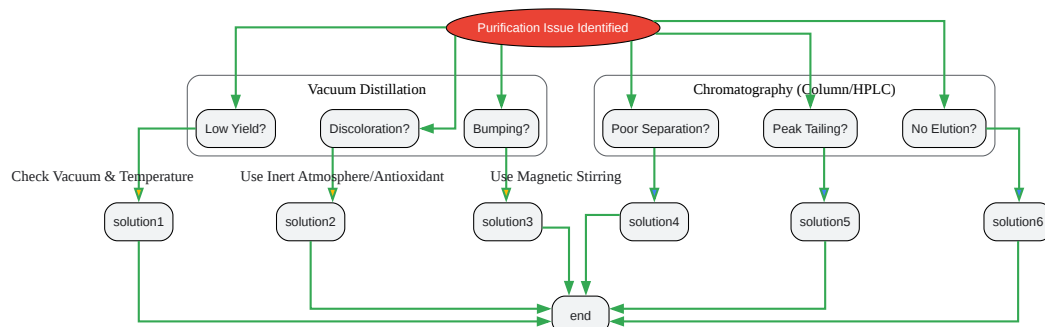 Purification Issue Identified
Vacuum Distillation
Chromatography (Column/HPLC)
Low Yield?
Discoloration?
Bumping?
Poor Separation?
Peak Tailing?
No Elution?
Check Vacuum & Temperature
Use Inert Atmosphere/Antioxidant
Use Magnetic Stirring
solution1
solution2
solution3
solution4
solution5
solution6
end